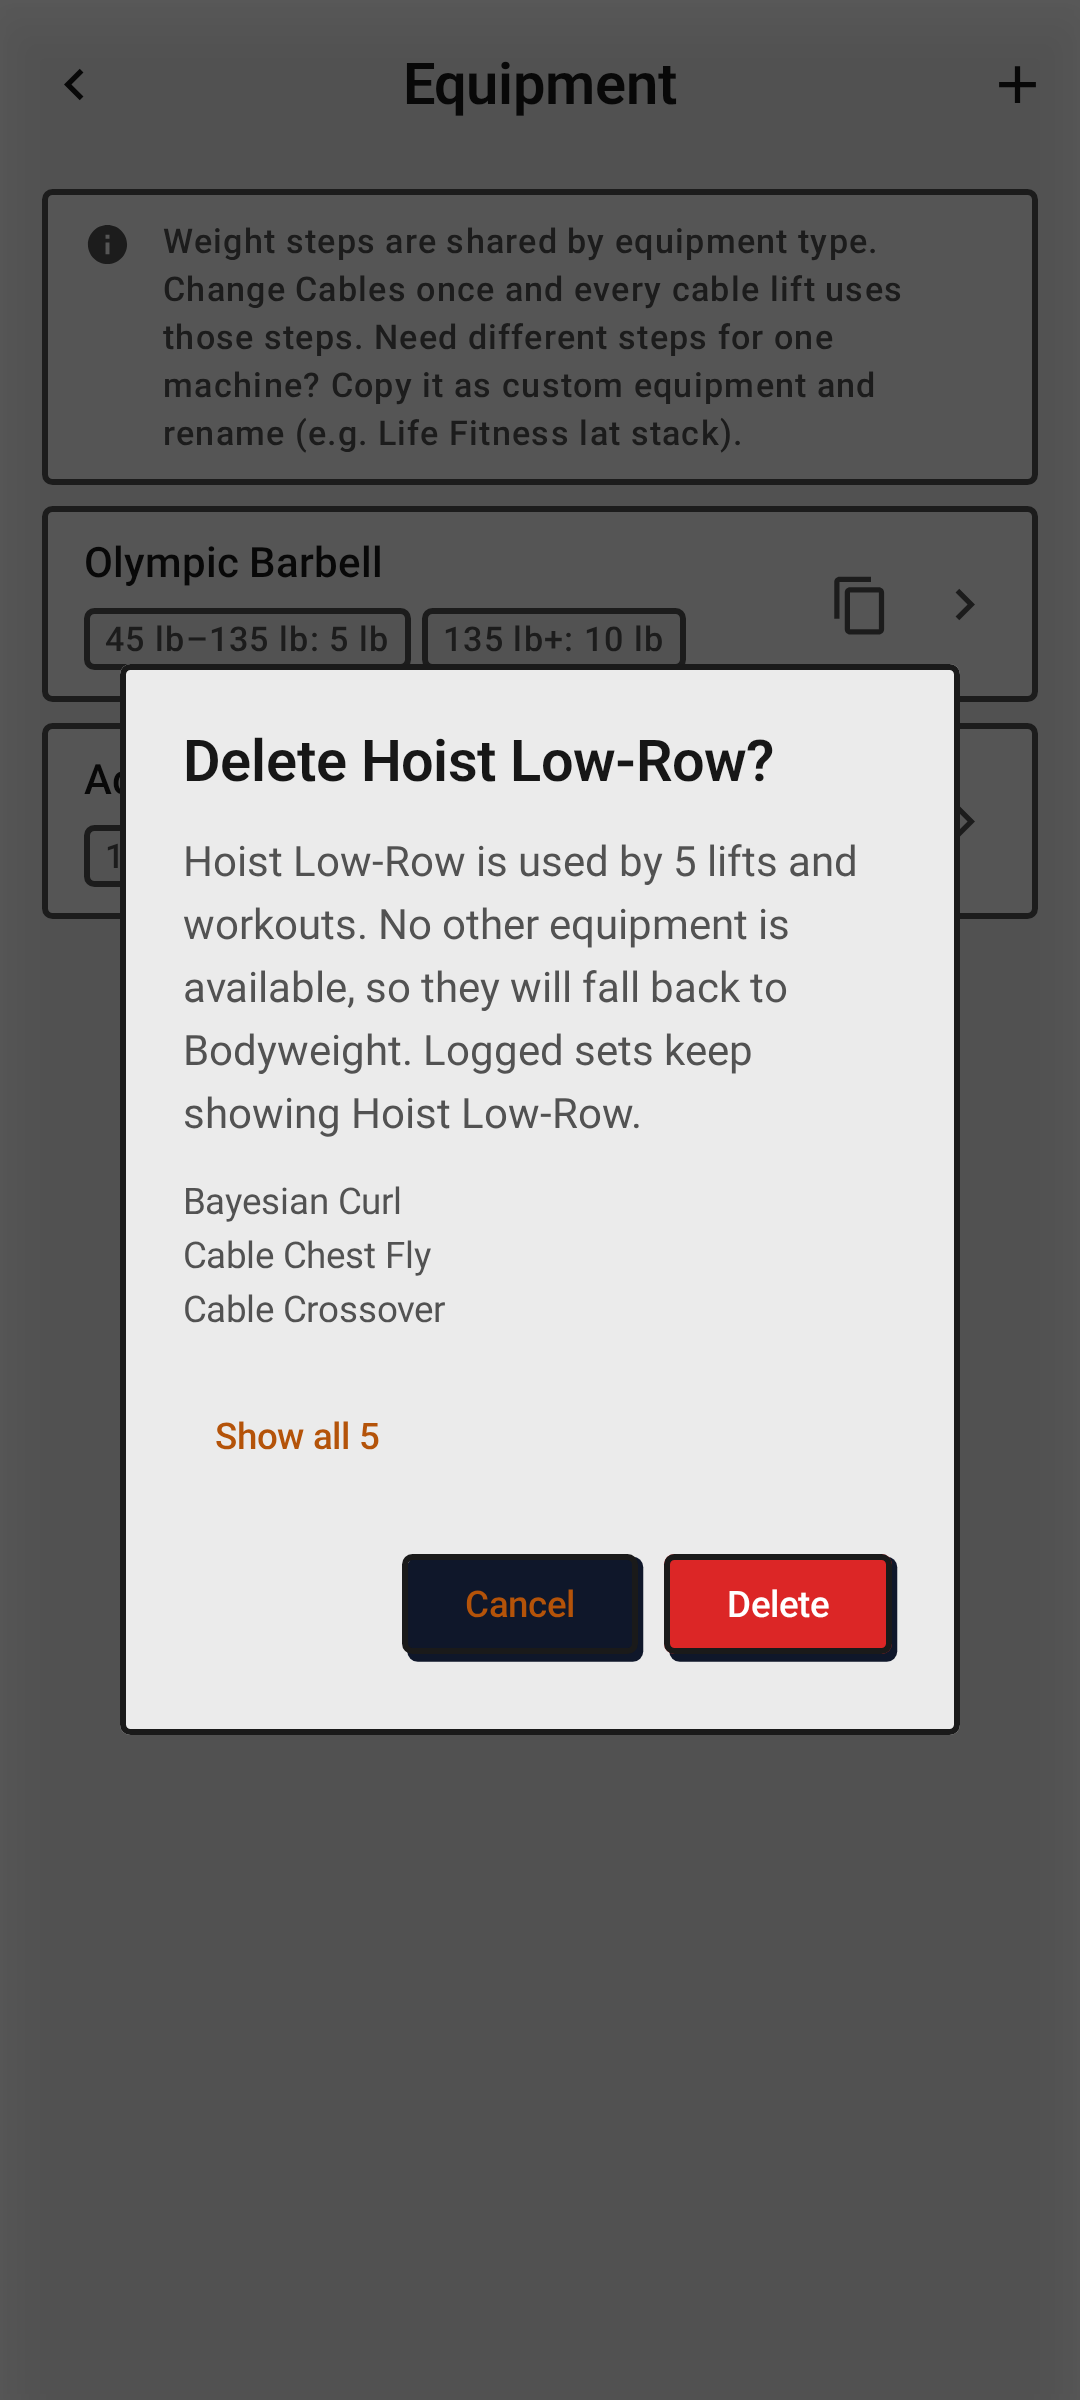 Equipment
Weight steps are shared by equipment type.
Change Cables once and every cable lift uses
those steps. Need different steps for one
machine? Copy it as custom equipment and
rename (e.g. Life Fitness lat stack).
Olympic Barbell
45 lb–135 lb: 5 lb
135 lb+: 10 lb
Delete Hoist Low-Row?
Hoist Low-Row is used by 5 lifts and
workouts. No other equipment is
available, so they will fall back to
Bodyweight. Logged sets keep
showing Hoist Low-Row.
Bayesian Curl
Cable Chest Fly
Cable Crossover
Show all 5
Cancel
Delete